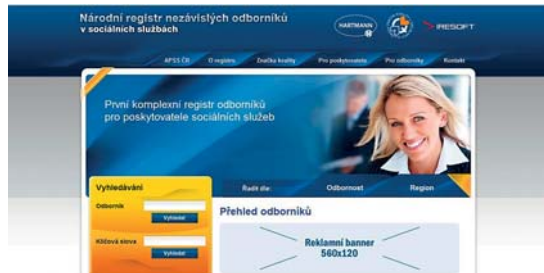 Národní registr nezávislých odborníků
v sociálních službách
HARTMANN
IRESOFT
APSS ČR O registru Značka kvality Pro poskytovatele Pro odborníky Kontakt
První komplexní registr odborníků
pro poskytovatele sociálních služeb
Vyhledávání
Řadit dle: Odbornost Region
Odborník
Vyhledat
Přehled odborníků
Klíčová slova
Vyhledat
Reklamní banner
560x120